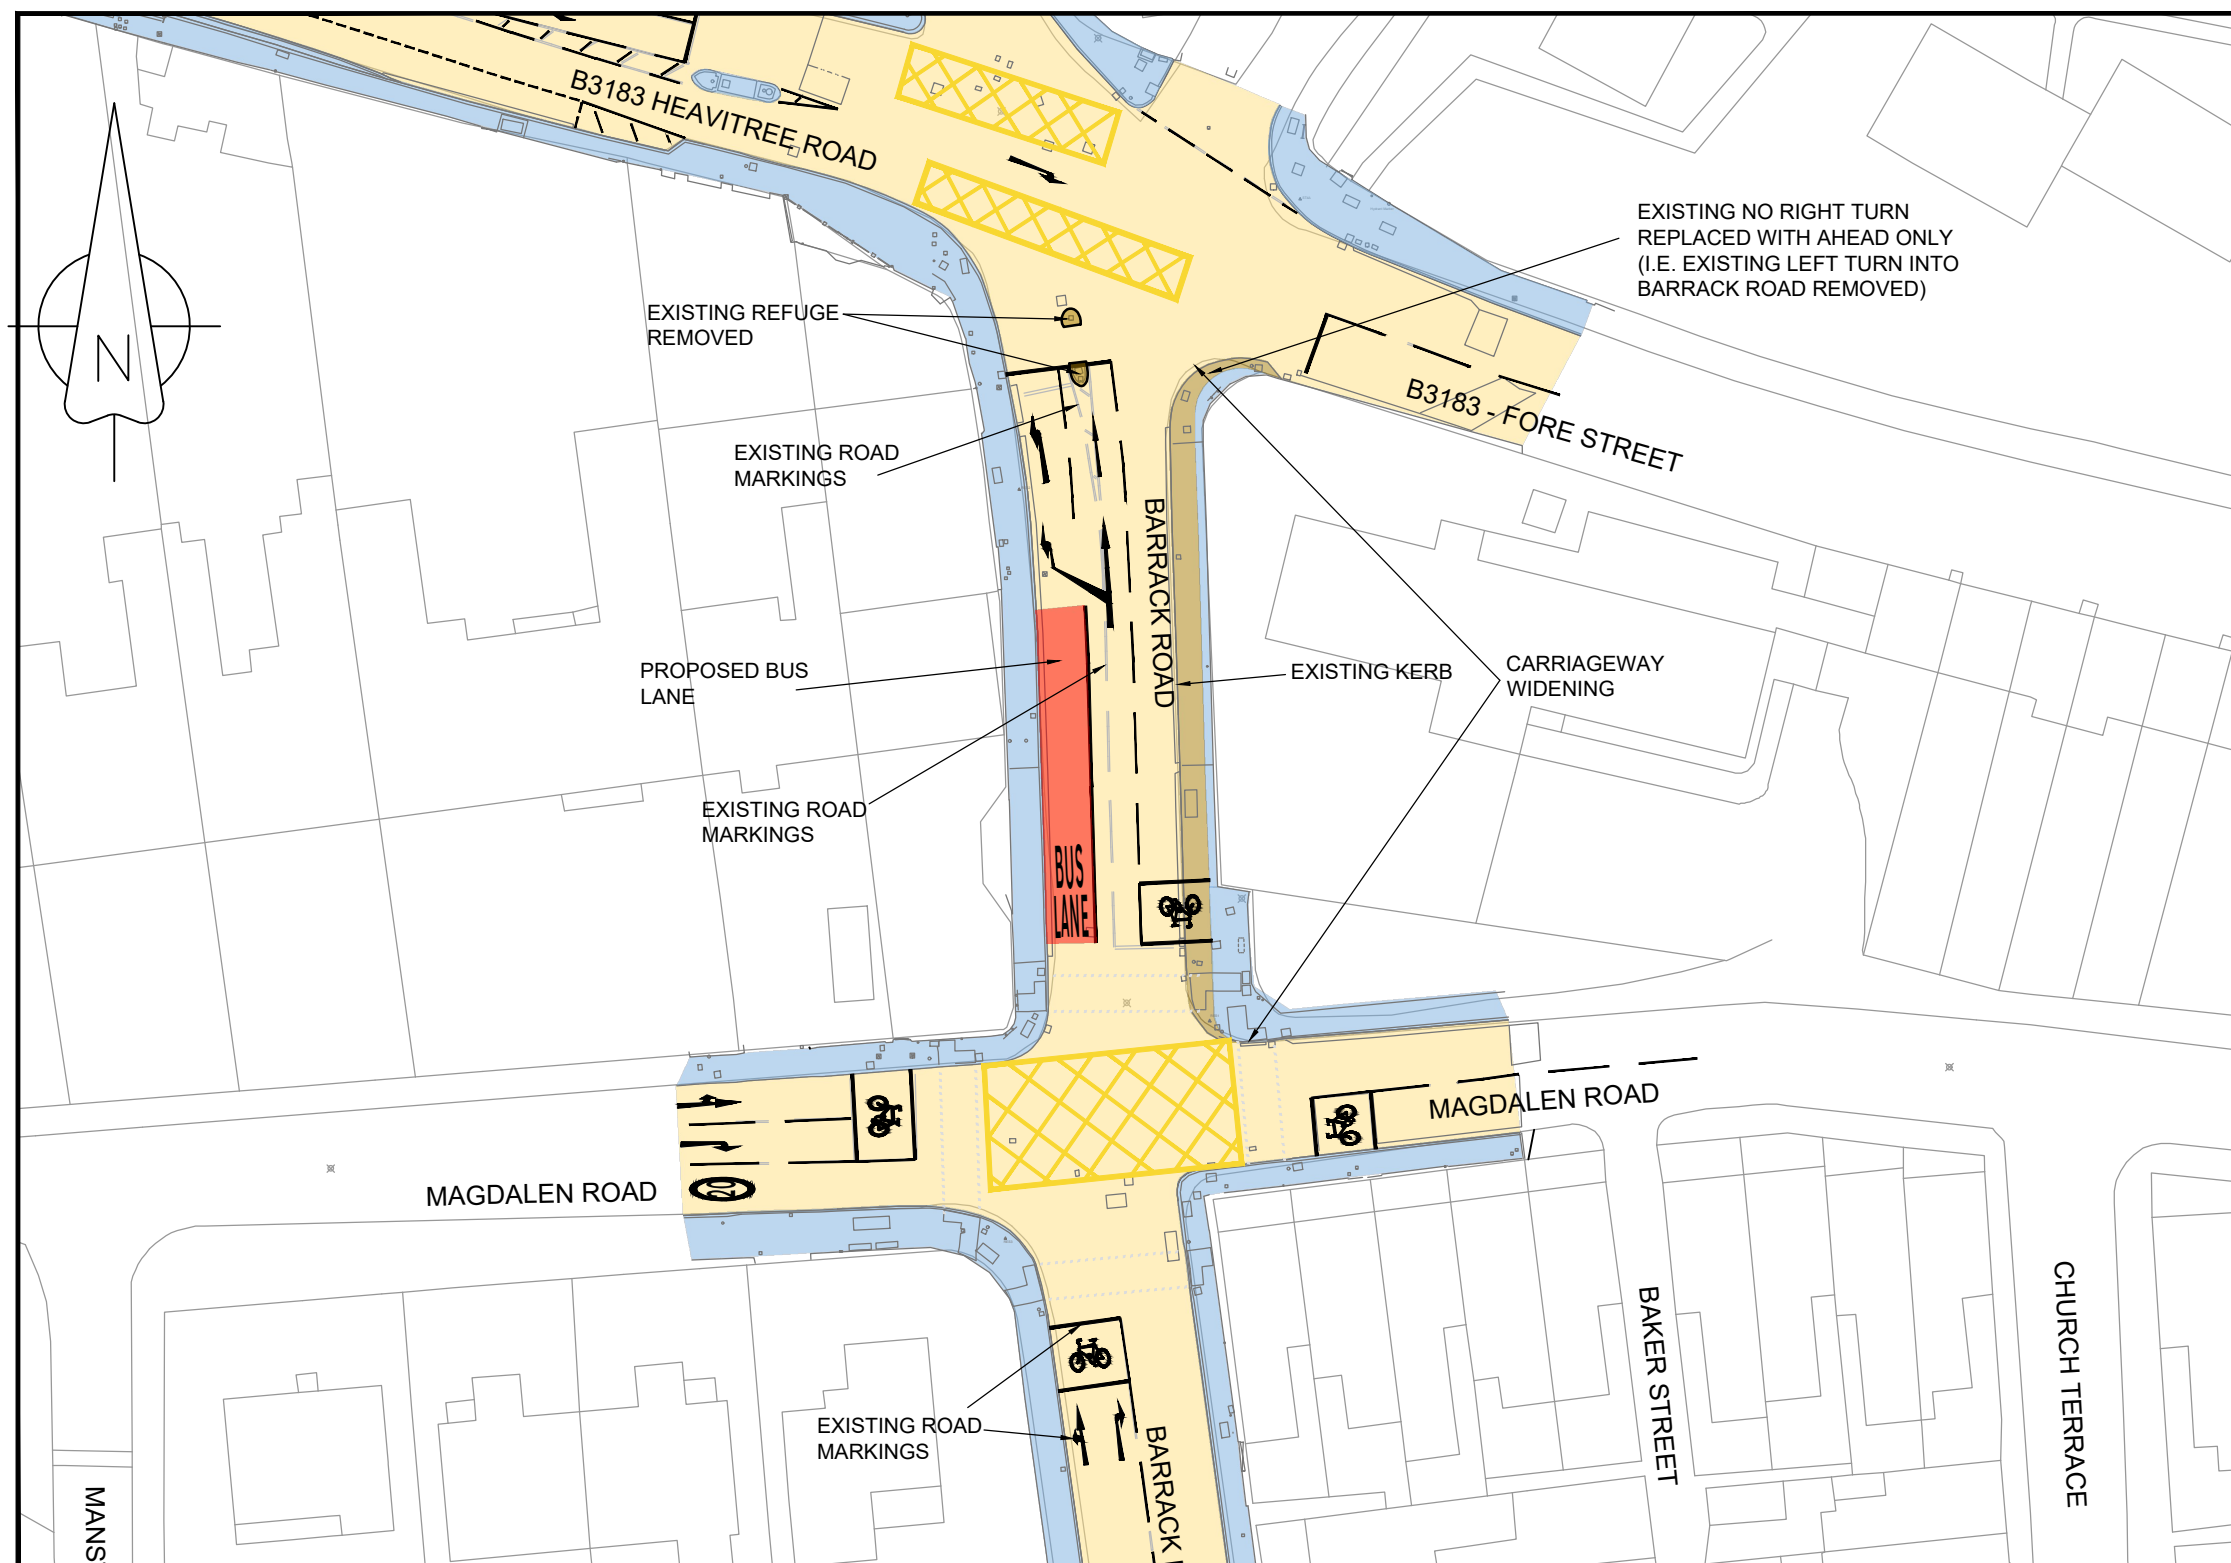 B3183 HEAVITREE ROAD
EXISTING NO RIGHT TURN
REPLACED WITH AHEAD ONLY
(I.E. EXISTING LEFT TURN INTO
BARRACK ROAD REMOVED)
EXISTING REFUGE
REMOVED
N
B3183 - FORE STREET
EXISTING ROAD
MARKINGS
BARRACK ROAD
PROPOSED BUS
LANE
EXISTING KERB
CARRIAGEWAY
WIDENING
EXISTING ROAD
MARKINGS
BUS
LANE
MAGDALEN ROAD
MAGDALEN ROAD
20
BAKER STREET
CHURCH TERRACE
EXISTING ROAD
MARKINGS
BARRACK
MANS